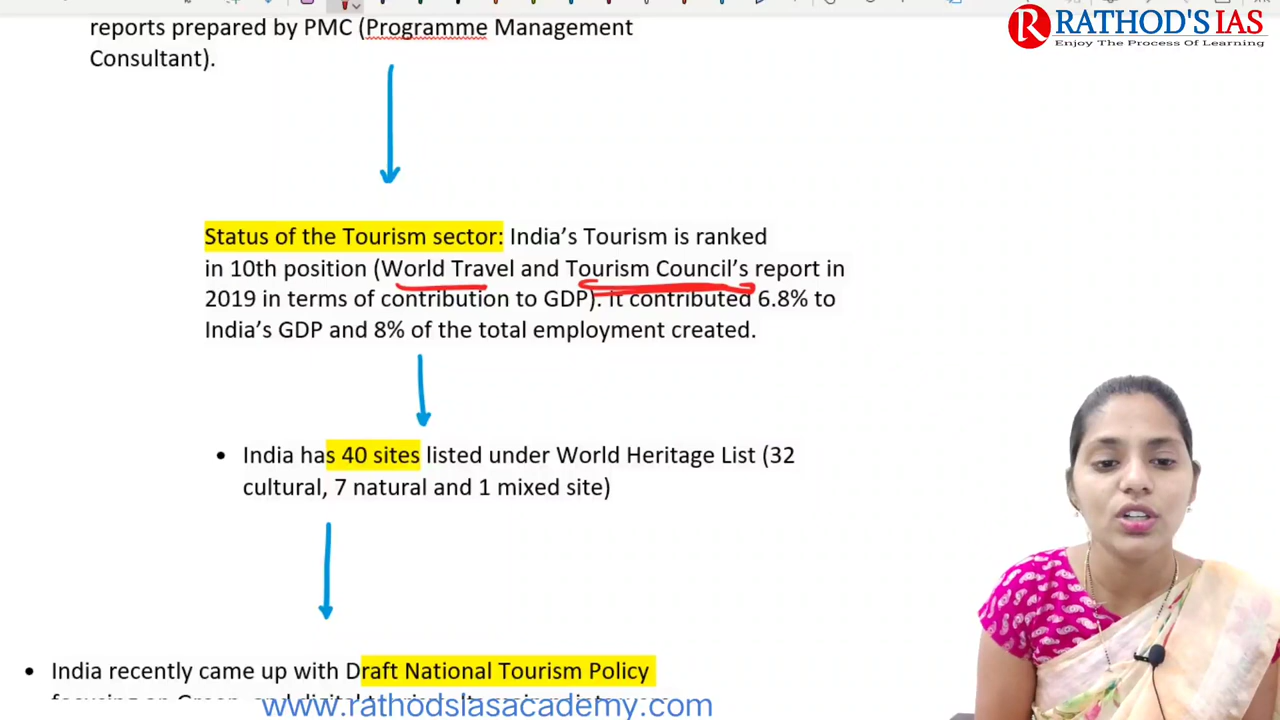 reports prepared by PMC (Programme Management
Consultant).
R RATHOD'S IAS
Enjoy The Process Of Learning
Status of the Tourism sector: India’s Tourism is ranked
in 10th position (World Travel and Tourism Council’s report in
2019 in terms of contribution to GDP). It contributed 6.8% to
India’s GDP and 8% of the total employment created.
• India has 40 sites listed under World Heritage List (32
cultural, 7 natural and 1 mixed site)
• India recently came up with Draft National Tourism Policy
www.rathodsiasacademy.com